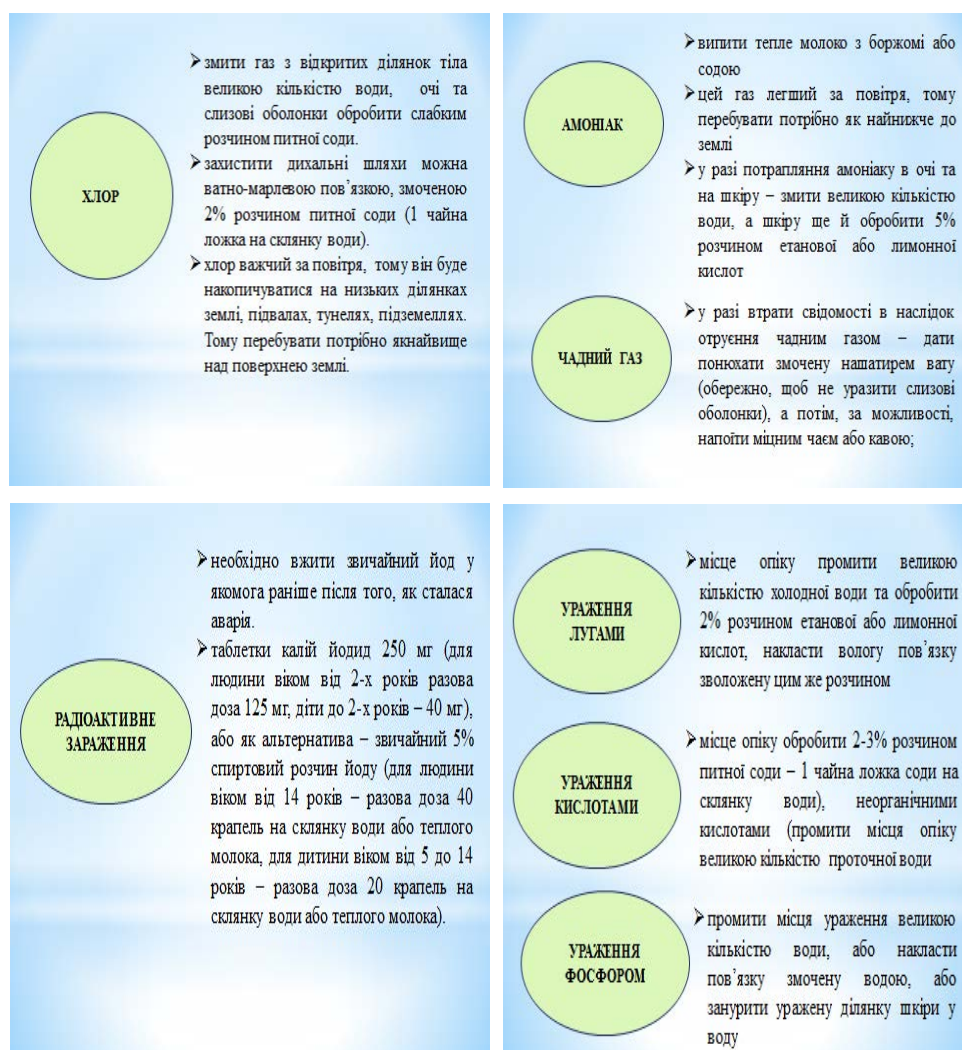 ХЛОР
➢змити газ з відкритих ділянок тіла
великою кількістю води, очі та
слизові оболонки обробити слабким
розчином питної соди.
➢захистити дихальні шляхи можна
ватно-марлевою пов’язкою, змоченою
2% розчином питної соди (1 чайна
ложка на склянку води).
➢хлор важчий за повітря, тому він буде
накопичуватися на низьких ділянках
землі, підвалах, тунелях, підземеллях.
Тому перебувати потрібно якнайвище
над поверхнею землі.
АМОНІАК
➢випити тепле молоко з боржомі або
содою
➢цей газ легший за повітря, тому
перебувати потрібно як найнижче до
землі
➢у разі потрапляння амоніаку в очі та
на шкіру – змити великою кількістю
води, а шкіру ще й обробити 5%
розчином етанової або лимонної
кислот
ЧАДНИЙ ГАЗ
➢у разі втрати свідомості в наслідок
отруєння чадним газом – дати
понюхати змочену нашатирем вату
(обережно, щоб не уразити слизові
оболонки), а потім, за можливості,
напоїти міцним чаєм або кавою;
РАДІОАКТИВНЕ
ЗАРАЖЕННЯ
➢необхідно вжити звичайний йод у
якомога раніше після того, як сталася
аварія.
➢таблетки калій йодид 250 мг (для
людини віком від 2-х років разова
доза 125 мг, діти до 2-х років – 40 мг),
або як альтернатива – звичайний 5%
спиртовий розчин йоду (для людини
віком від 14 років – разова доза 40
крапель на склянку води або теплого
молока, для дитини віком від 5 до 14
років – разова доза 20 крапель на
склянку води або теплого молока).
УРАЖЕННЯ
ЛУГАМИ
➢місце опіку промити великою
кількістю холодної води та обробити
2% розчином етанової або лимонної
кислот, накласти вологу пов’язку
зволожену цим же розчином
УРАЖЕННЯ
КИСЛОТАМИ
➢місце опіку обробити 2-3% розчином
питної соди – 1 чайна ложка соди на
склянку води), неорганічними
кислотами (промити місця опіку
великою кількістю проточної води
УРАЖЕННЯ
ФОСФОРОМ
➢промити місця ураження великою
кількістю води, або накласти
пов’язку змочену водою, або
занурити уражену ділянку шкіри у
воду